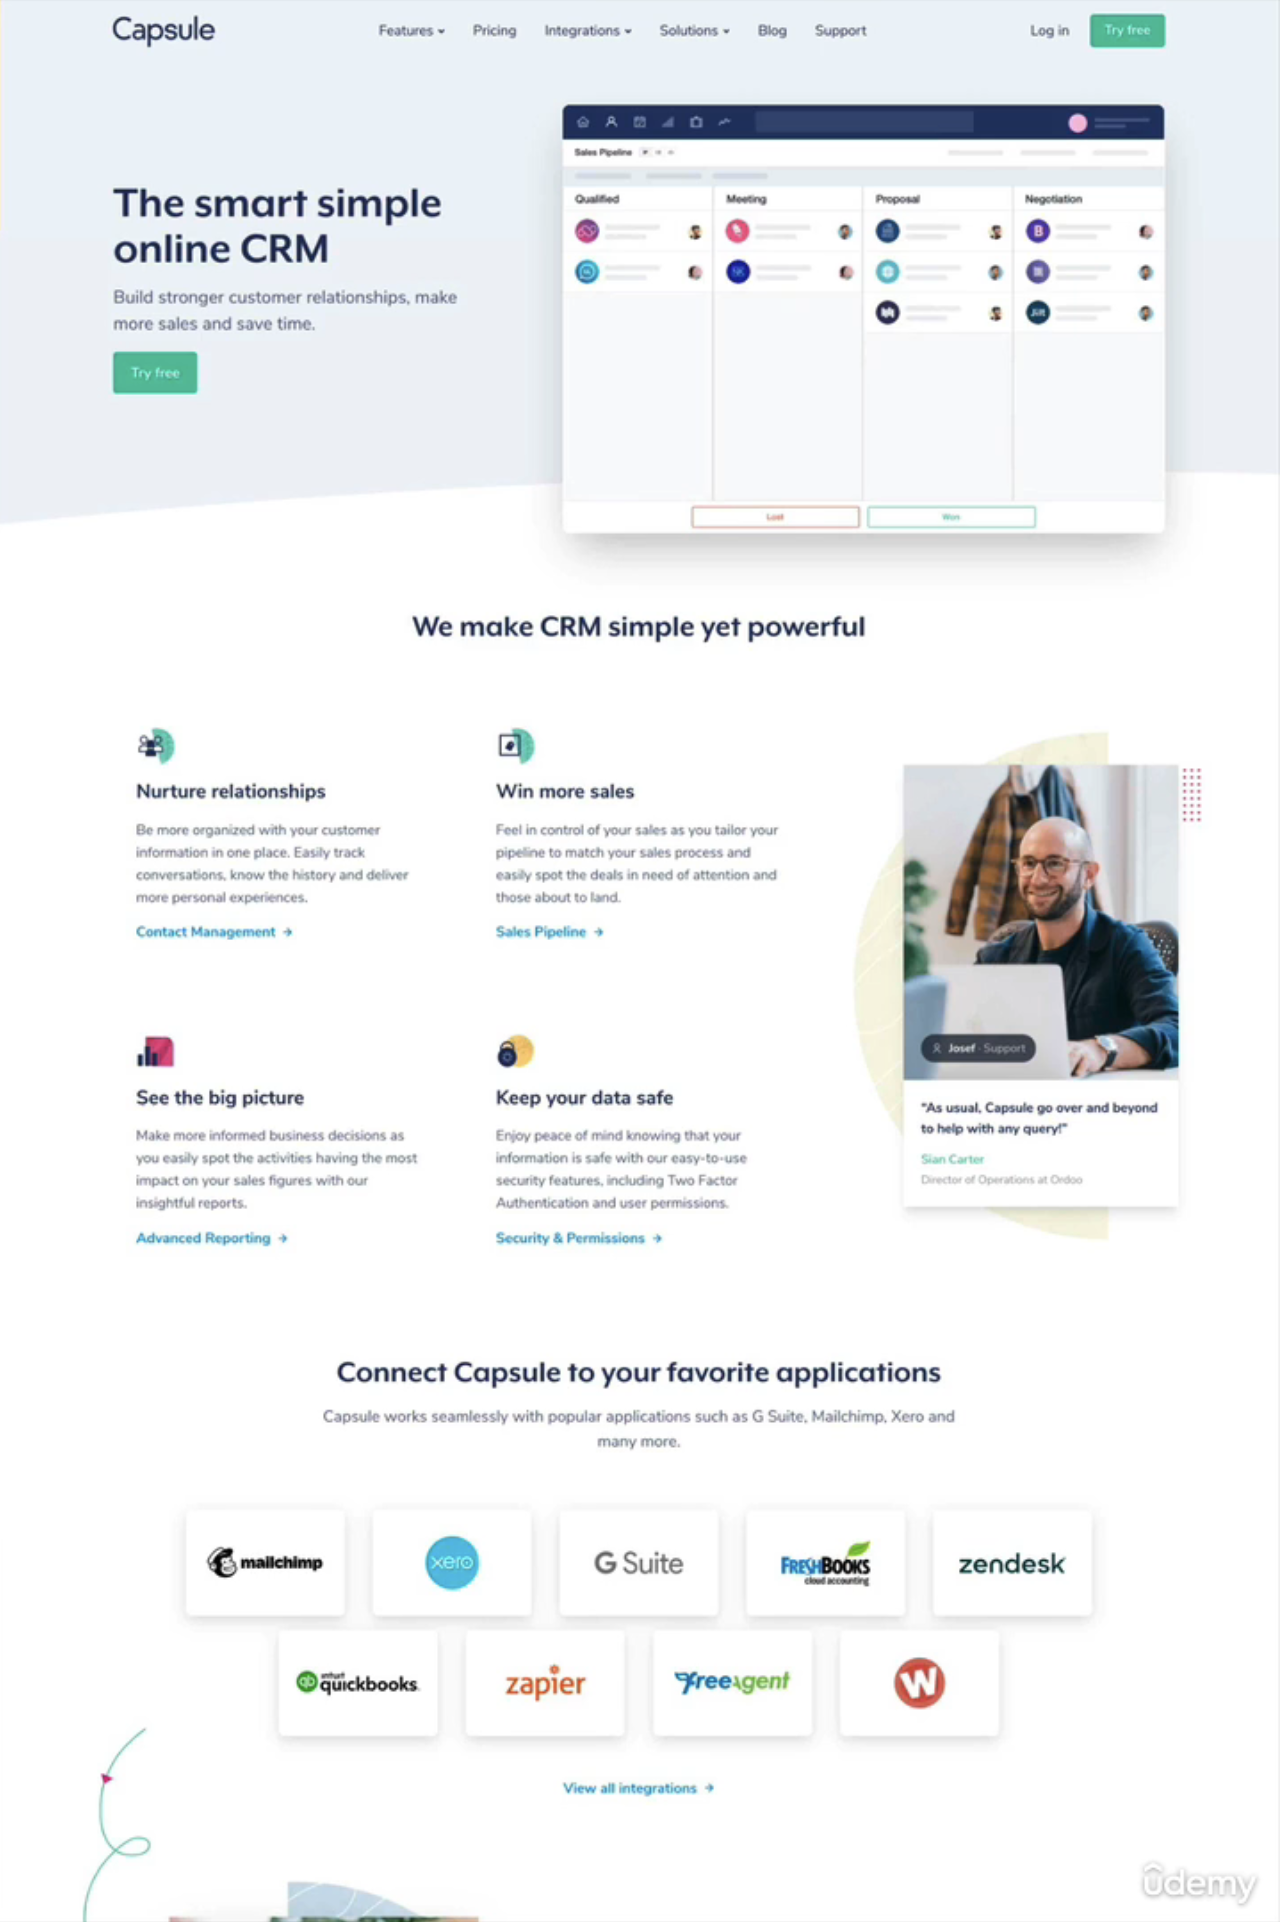 Capsule
Features
Pricing
Integrations
Solutions
Blog
Support
Log in
Try free
The smart simple
online CRM
Build stronger customer relationships, make
more sales and save time.
Try free
Sales Pipeline
Qualified
Meeting
Proposal
Negotiation
B
Jilt
Lost
Won
We make CRM simple yet powerful
Nurture relationships
Be more organized with your customer
information in one place. Easily track
conversations, know the history and deliver
more personal experiences.
Contact Management →
Win more sales
Feel in control of your sales as you tailor your
pipeline to match your sales process and
easily spot the deals in need of attention and
those about to land.
Sales Pipeline →
See the big picture
Make more informed business decisions as
you easily spot the activities having the most
impact on your sales figures with our
insightful reports.
Advanced Reporting →
Keep your data safe
Enjoy peace of mind knowing that your
information is safe with our easy-to-use
security features, including Two Factor
Authentication and user permissions.
Security & Permissions →
Josef · Support
"As usual, Capsule go over and beyond
to help with any query!"
Sian Carter
Director of Operations at Ordoo
Connect Capsule to your favorite applications
Capsule works seamlessly with popular applications such as G Suite, Mailchimp, Xero and
many more.
mailchimp
xero
G Suite
FRESHBOOKS
cloud accounting
zendesk
qb intuit
quickbooks.
zapier
freeagent
W
View all integrations →
ûdemy